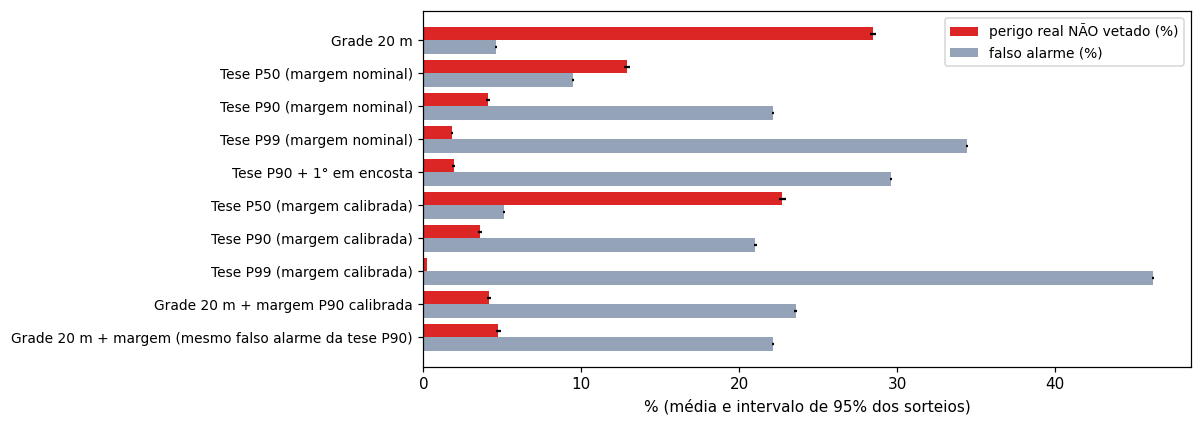 perigo real NÃO vetado (%)
falso alarme (%)
Grade 20 m
Tese P50 (margem nominal)
Tese P90 (margem nominal)
Tese P99 (margem nominal)
Tese P90 + 1° em encosta
Tese P50 (margem calibrada)
Tese P90 (margem calibrada)
Tese P99 (margem calibrada)
Grade 20 m + margem P90 calibrada
Grade 20 m + margem (mesmo falso alarme da tese P90)
0 10 20 30 40
% (média e intervalo de 95% dos sorteios)